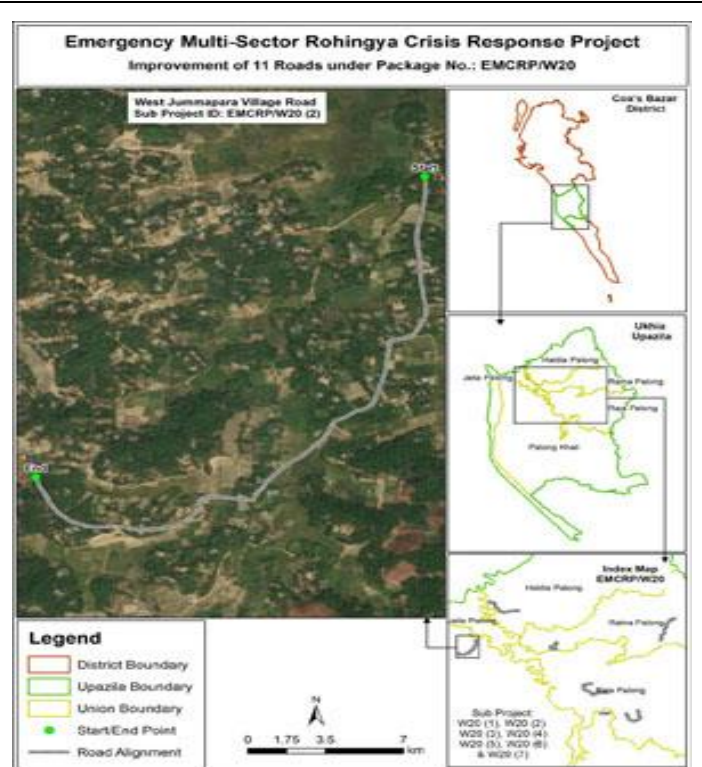 Emergency Multi-Sector Rohingya Crisis Response Project
Improvement of 11 Roads under Package No.: EMCRP/W20
West Jummapara Village Road
Sub Project ID: EMCRP/W20 (2)
Start
End
Cox's Bazar
District
Ukhia
Upazila
Haldia Palong
Jalia Palong
Ratna Palong
Raja Palong
Palong Khali
Index Map
EMCRP/W20
Haldia Palong
Jalia Palong
Ratna Palong
Raja Palong
Sub Project:
W20 (1), W20 (2)
W20 (3), W20 (4)
W20 (5), W20 (6)
& W20 (7)
Legend
District Boundary
Upazila Boundary
Union Boundary
Start/End Point
Road Alignment
N
0 1.75 3.5 7
km